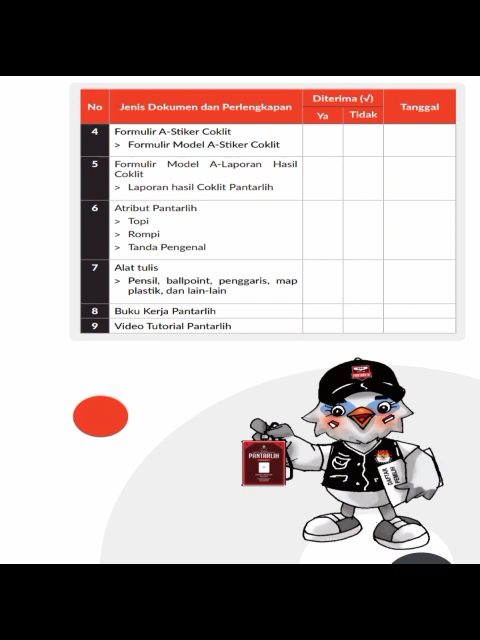 No Jenis Dokumen dan Perlengkapan Diterima (√) Tanggal
Ya Tidak
4 Formulir A-Stiker Coklit
> Formulir Model A-Stiker Coklit
5 Formulir Model A-Laporan Hasil
Coklit
> Laporan hasil Coklit Pantarlih
6 Atribut Pantarlih
> Topi
> Rompi
> Tanda Pengenal
7 Alat tulis
> Pensil, ballpoint, penggaris, map
plastik, dan lain-lain
8 Buku Kerja Pantarlih
9 Video Tutorial Pantarlih
PANTARLIH
DAFTAR
PEMILIH